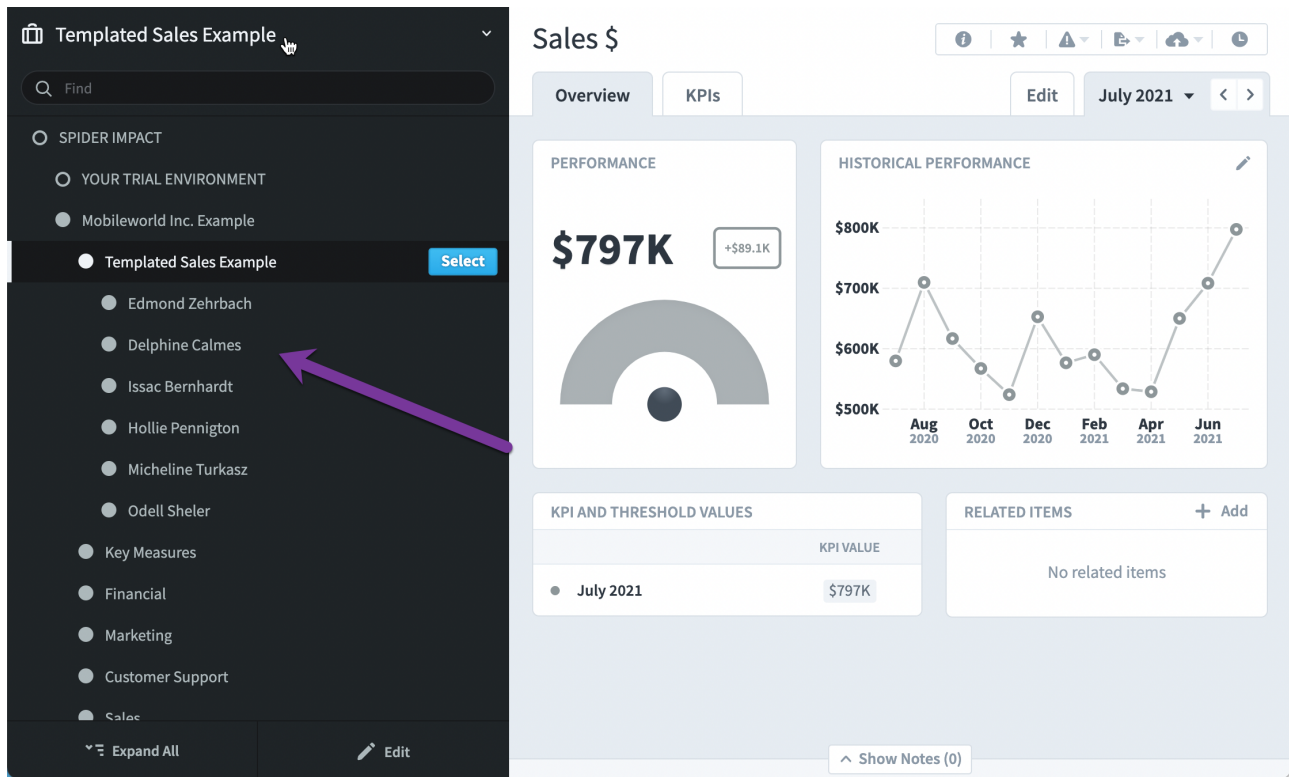 Templated Sales Example
Find
SPIDER IMPACT
YOUR TRIAL ENVIRONMENT
Mobileworld Inc. Example
Templated Sales Example
Select
Edmond Zehrbach
Delphine Calmes
Issac Bernhardt
Hollie Pennigton
Micheline Turkasz
Odell Sheler
Key Measures
Financial
Marketing
Customer Support
Sales
Expand All
Edit
Sales $
Overview
KPIs
Edit
July 2021
PERFORMANCE
$797K
+$89.1K
HISTORICAL PERFORMANCE
$800K
$700K
$600K
$500K
Aug Oct Dec Feb Apr Jun
2020 2020 2020 2021 2021 2021
KPI AND THRESHOLD VALUES
KPI VALUE
July 2021 $797K
RELATED ITEMS
Add
No related items
Show Notes (0)